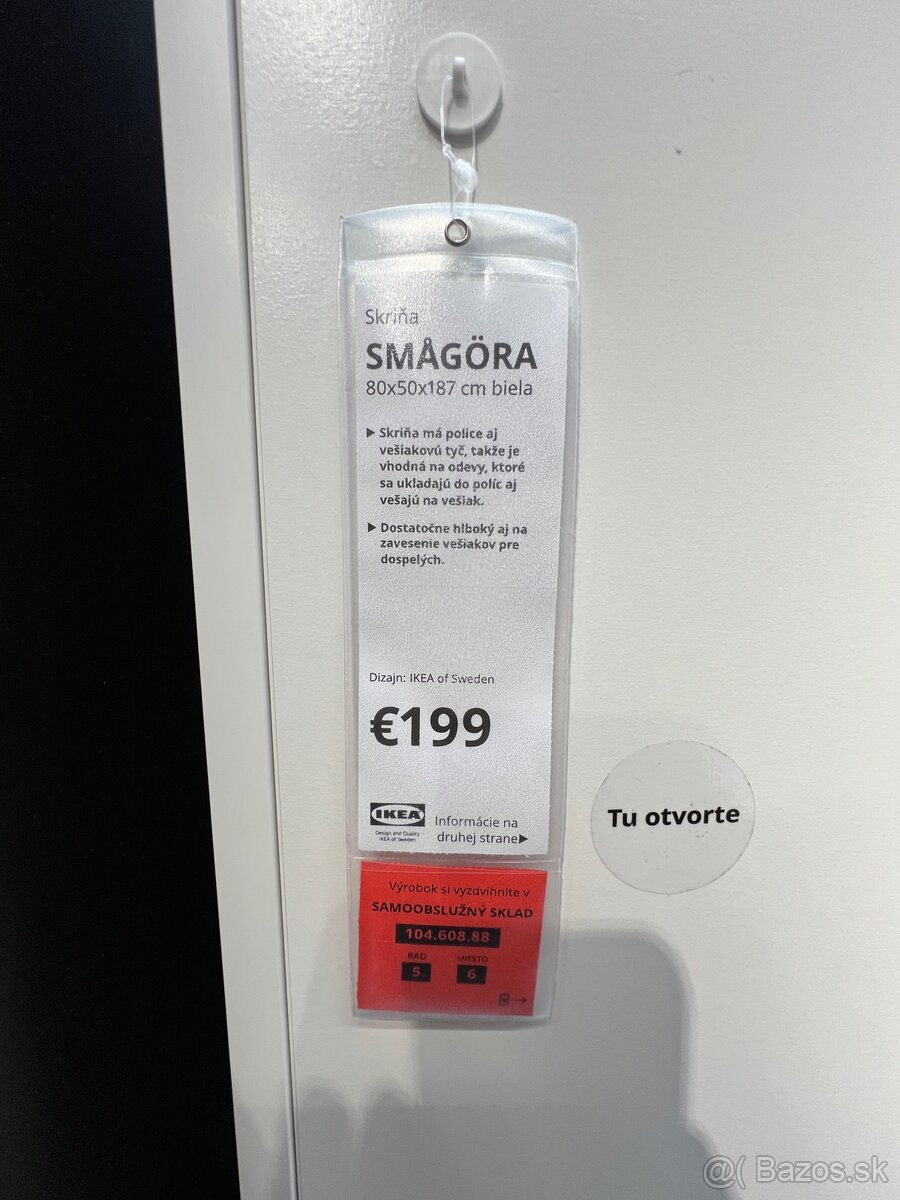 Skriňa
SMÅGÖRA
80x50x187 cm biela
▶ Skriňa má police aj
vešiakovú tyč, takže je
vhodná na odevy, ktoré
sa ukladajú do políc aj
vešajú na vešiak.
▶ Dostatočne hlboký aj na
zavesenie vešiakov pre
dospelých.
Dizajn: IKEA of Sweden
€199
IKEA
Design and Quality
IKEA of Sweden
Informácie na
druhej strane▶
Tu otvorte
Výrobok si vyzdvihnite v
SAMOOBSLUŽNÝ SKLAD
104.608.88
RAD MIESTO
5 6
@( Bazos.sk